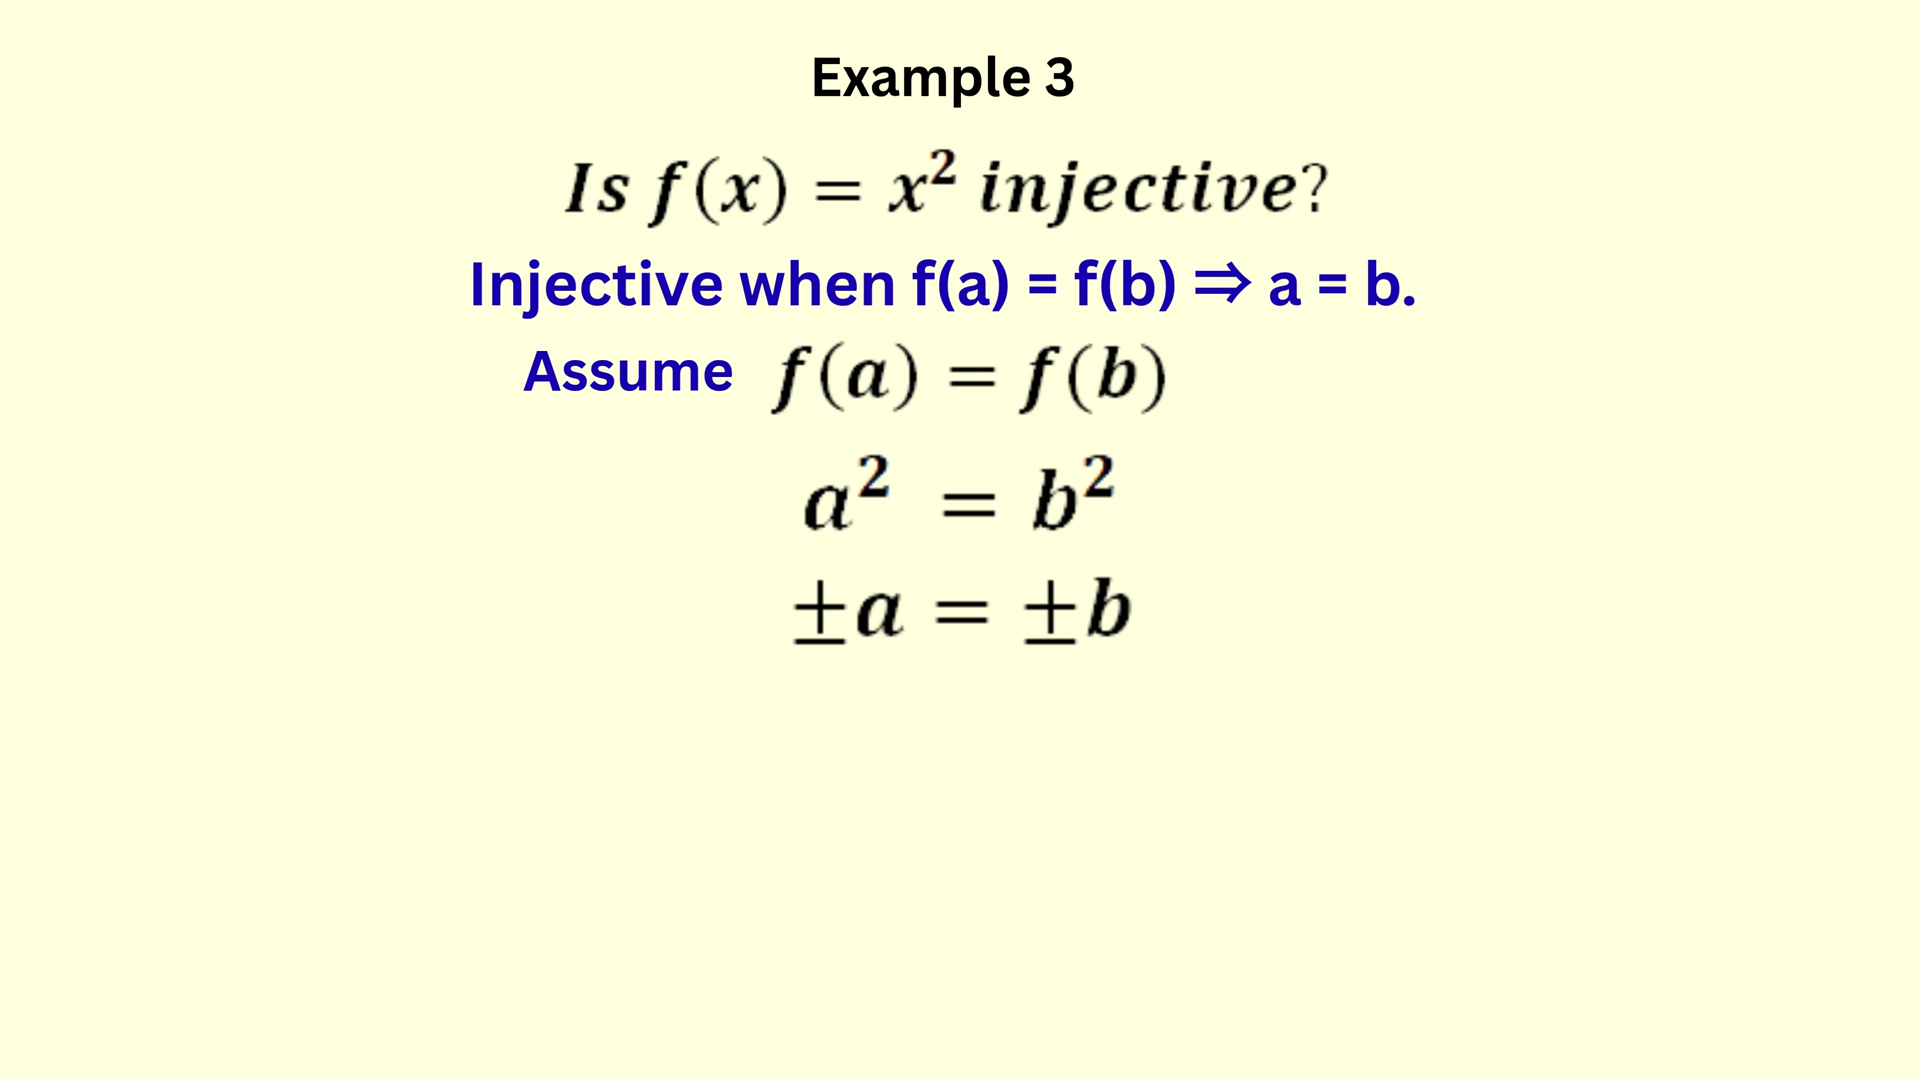 Example 3
Is f(x) = x² injective?
Injective when f(a) = f(b) ⇒ a = b.
Assume f(a) = f(b)
a² = b²
±a = ±b